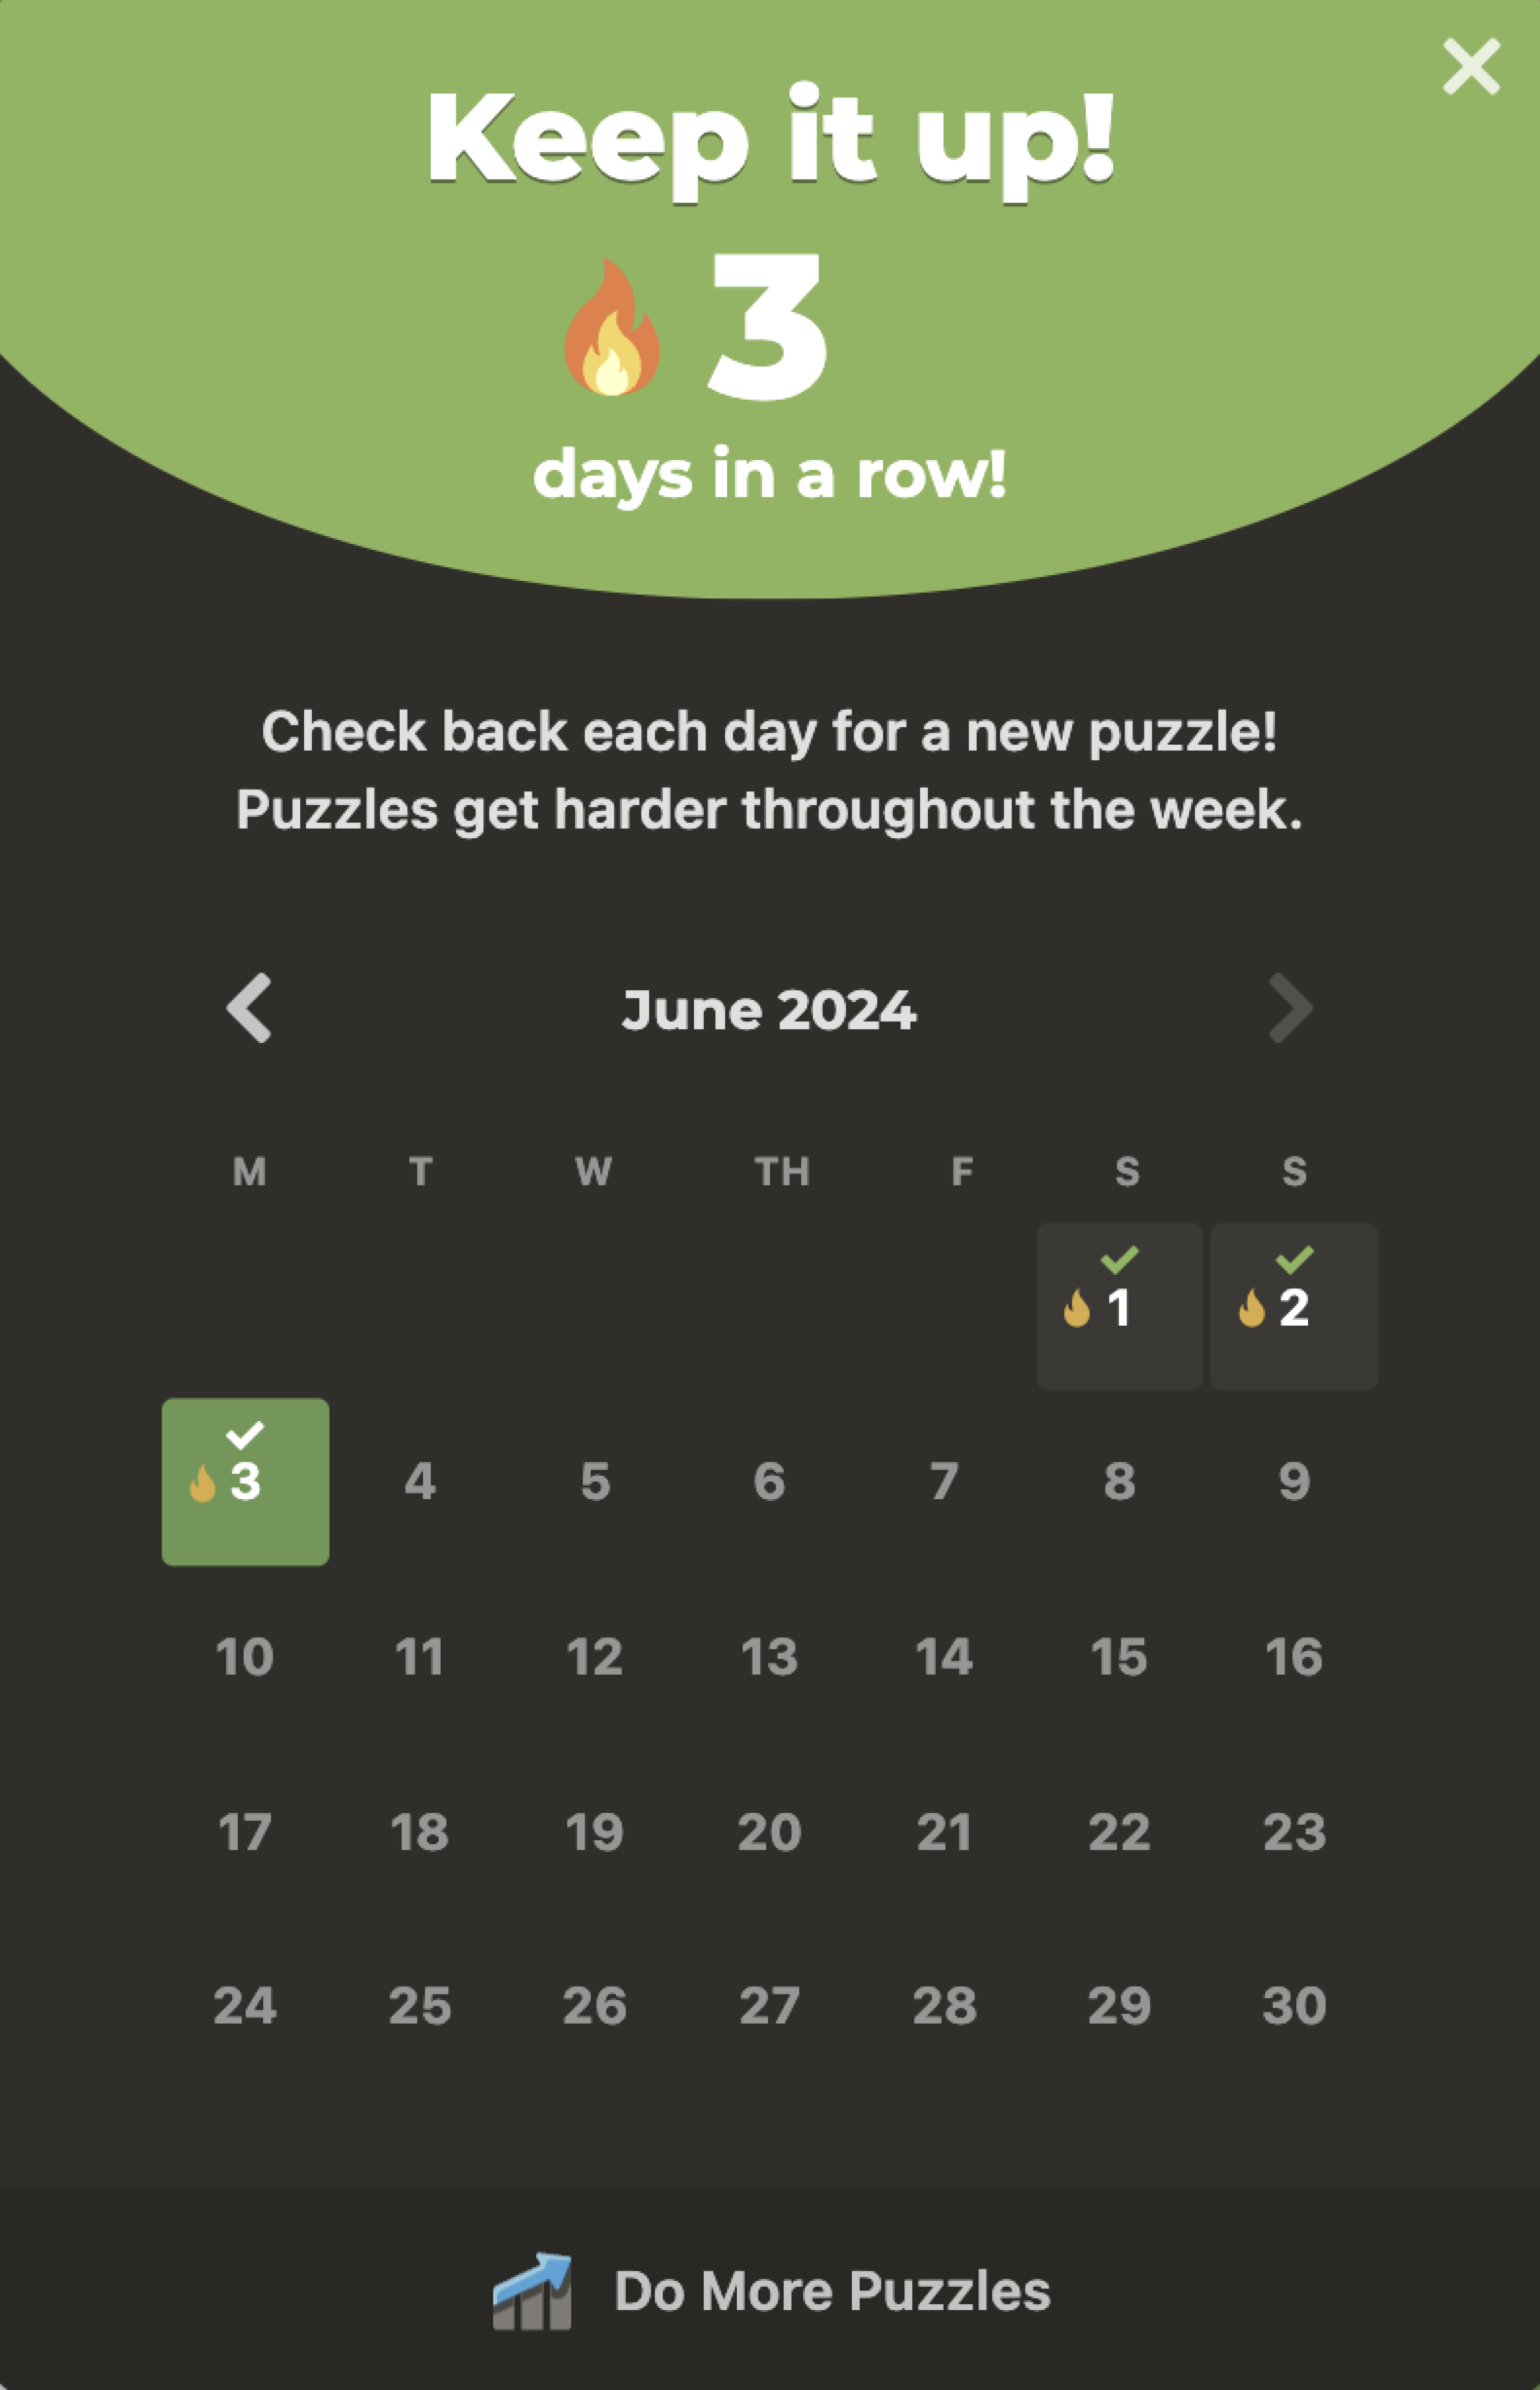 Keep it up!
3
days in a row!
Check back each day for a new puzzle!
Puzzles get harder throughout the week.
June 2024
M T W TH F S S
1 2
3 4 5 6 7 8 9
10 11 12 13 14 15 16
17 18 19 20 21 22 23
24 25 26 27 28 29 30
Do More Puzzles